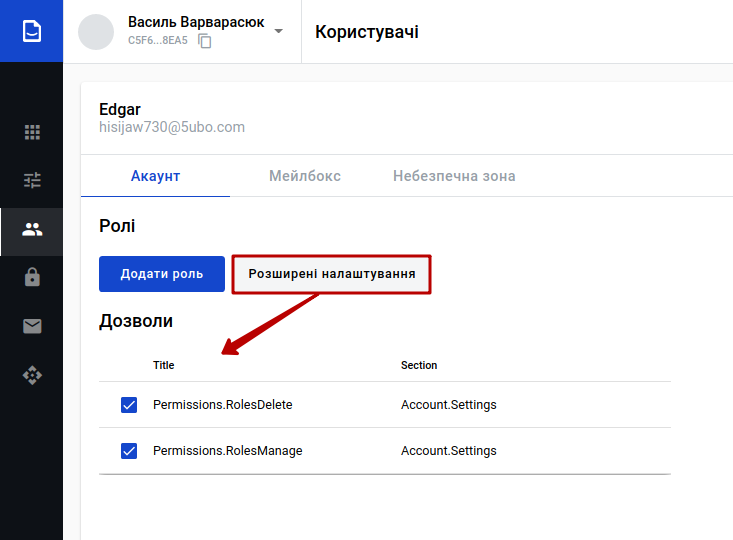 Василь Варварасюк
C5F6...8EA5
Користувачі
Edgar
hisijaw730@5ubo.com
Акаунт Мейлбокс Небезпечна зона
Ролі
Додати роль Розширені налаштування
Дозволи
Title Section
Permissions.RolesDelete Account.Settings
Permissions.RolesManage Account.Settings